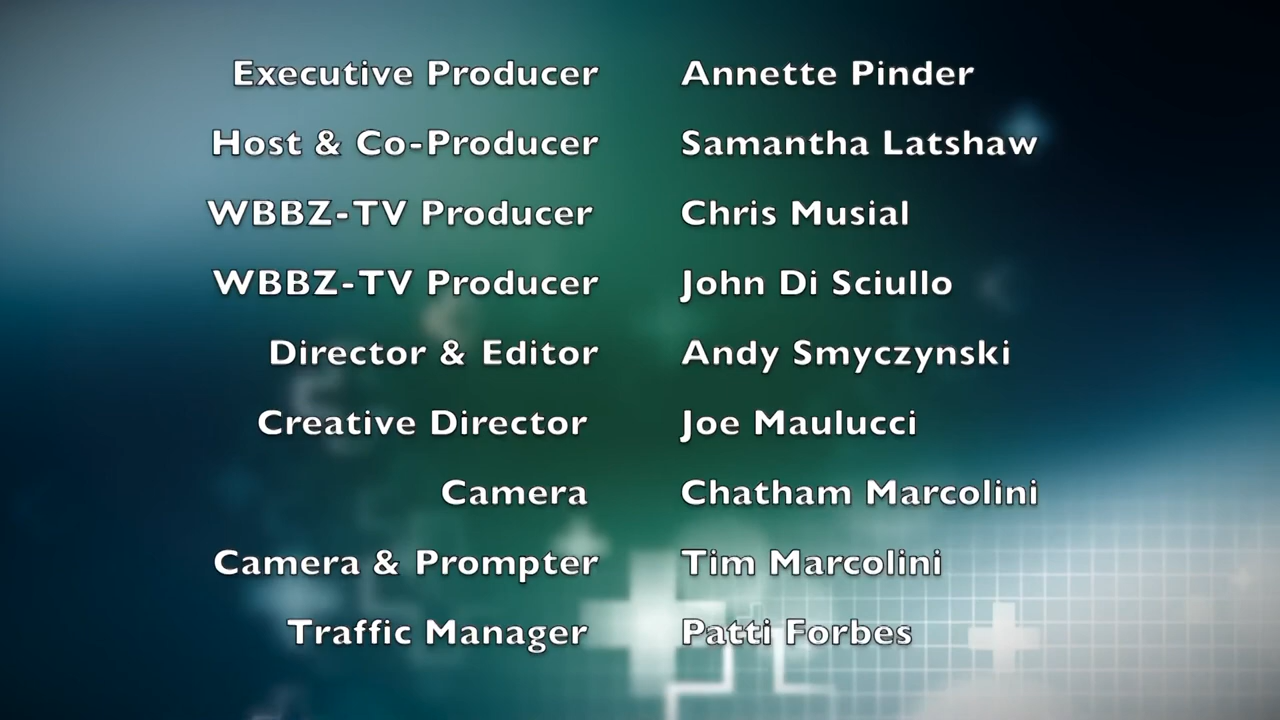 Executive Producer Annette Pinder
Host & Co-Producer Samantha Latshaw
WBBZ-TV Producer Chris Musial
WBBZ-TV Producer John Di Sciullo
Director & Editor Andy Smyczynski
Creative Director Joe Maulucci
Camera Chatham Marcolini
Camera & Prompter Tim Marcolini
Traffic Manager Patti Forbes